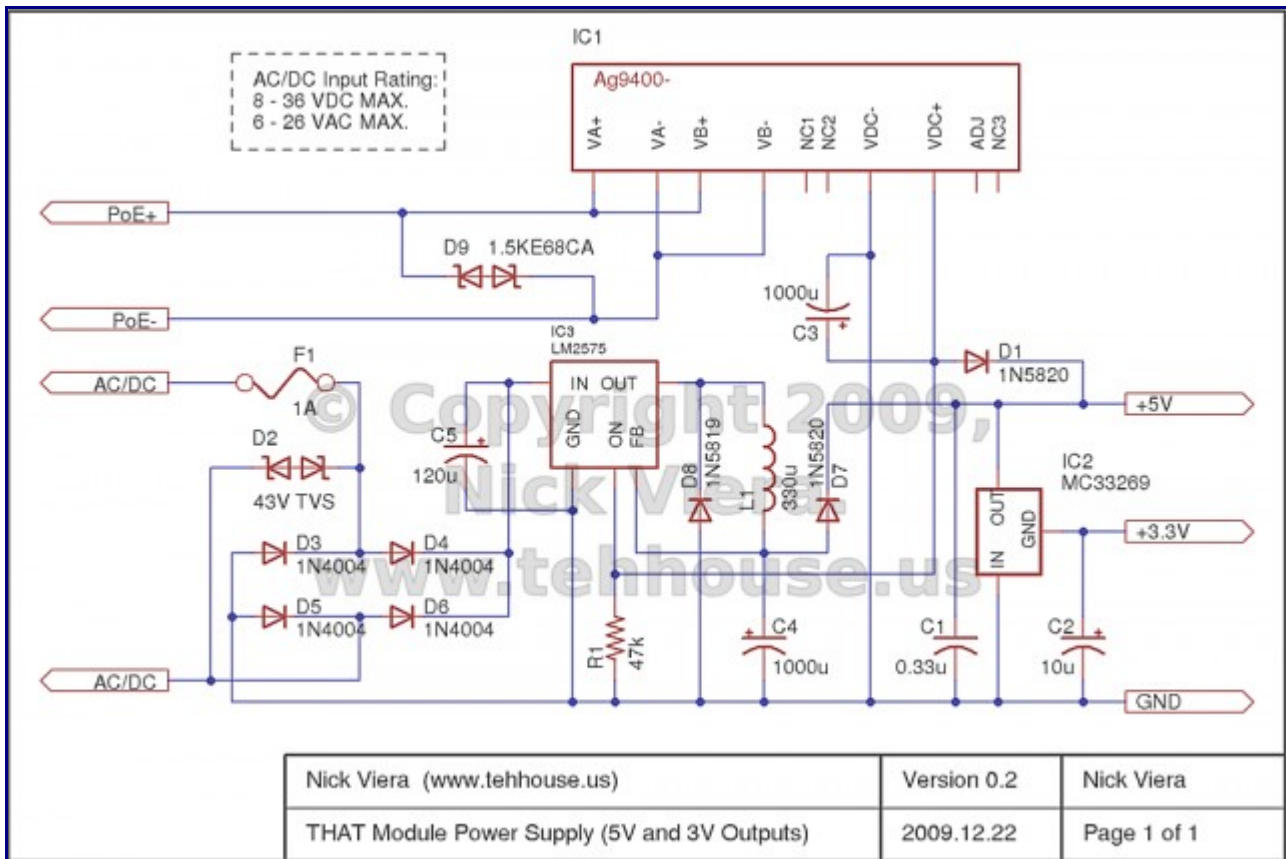 IC1
Ag9400-
VA+
VA-
VB+
VB-
NC1
NC2
VDC-
VDC+
ADJ
NC3
AC/DC Input Rating:
8 - 36 VDC MAX.
6 - 26 VAC MAX.
PoE+
D9 1.5KE68CA
PoE-
1000u
C3
D1
1N5820
+5V
AC/DC
F1
1A
IC3
LM2575
IN OUT
GND
ON
FB
C5
120u
D2
43V TVS
D8
1N5819
L1
330u
D7
1N5820
IC2
MC33269
OUT
GND
IN
+3.3V
D3
1N4004
D4
1N4004
D5
1N4004
D6
1N4004
R1
47k
C4
1000u
C1
0.33u
C2
10u
AC/DC
GND
© Copyright 2009,
Nick Viera.
www.tehhouse.us
Nick Viera (www.tehhouse.us)
Version 0.2
Nick Viera
THAT Module Power Supply (5V and 3V Outputs)
2009.12.22
Page 1 of 1